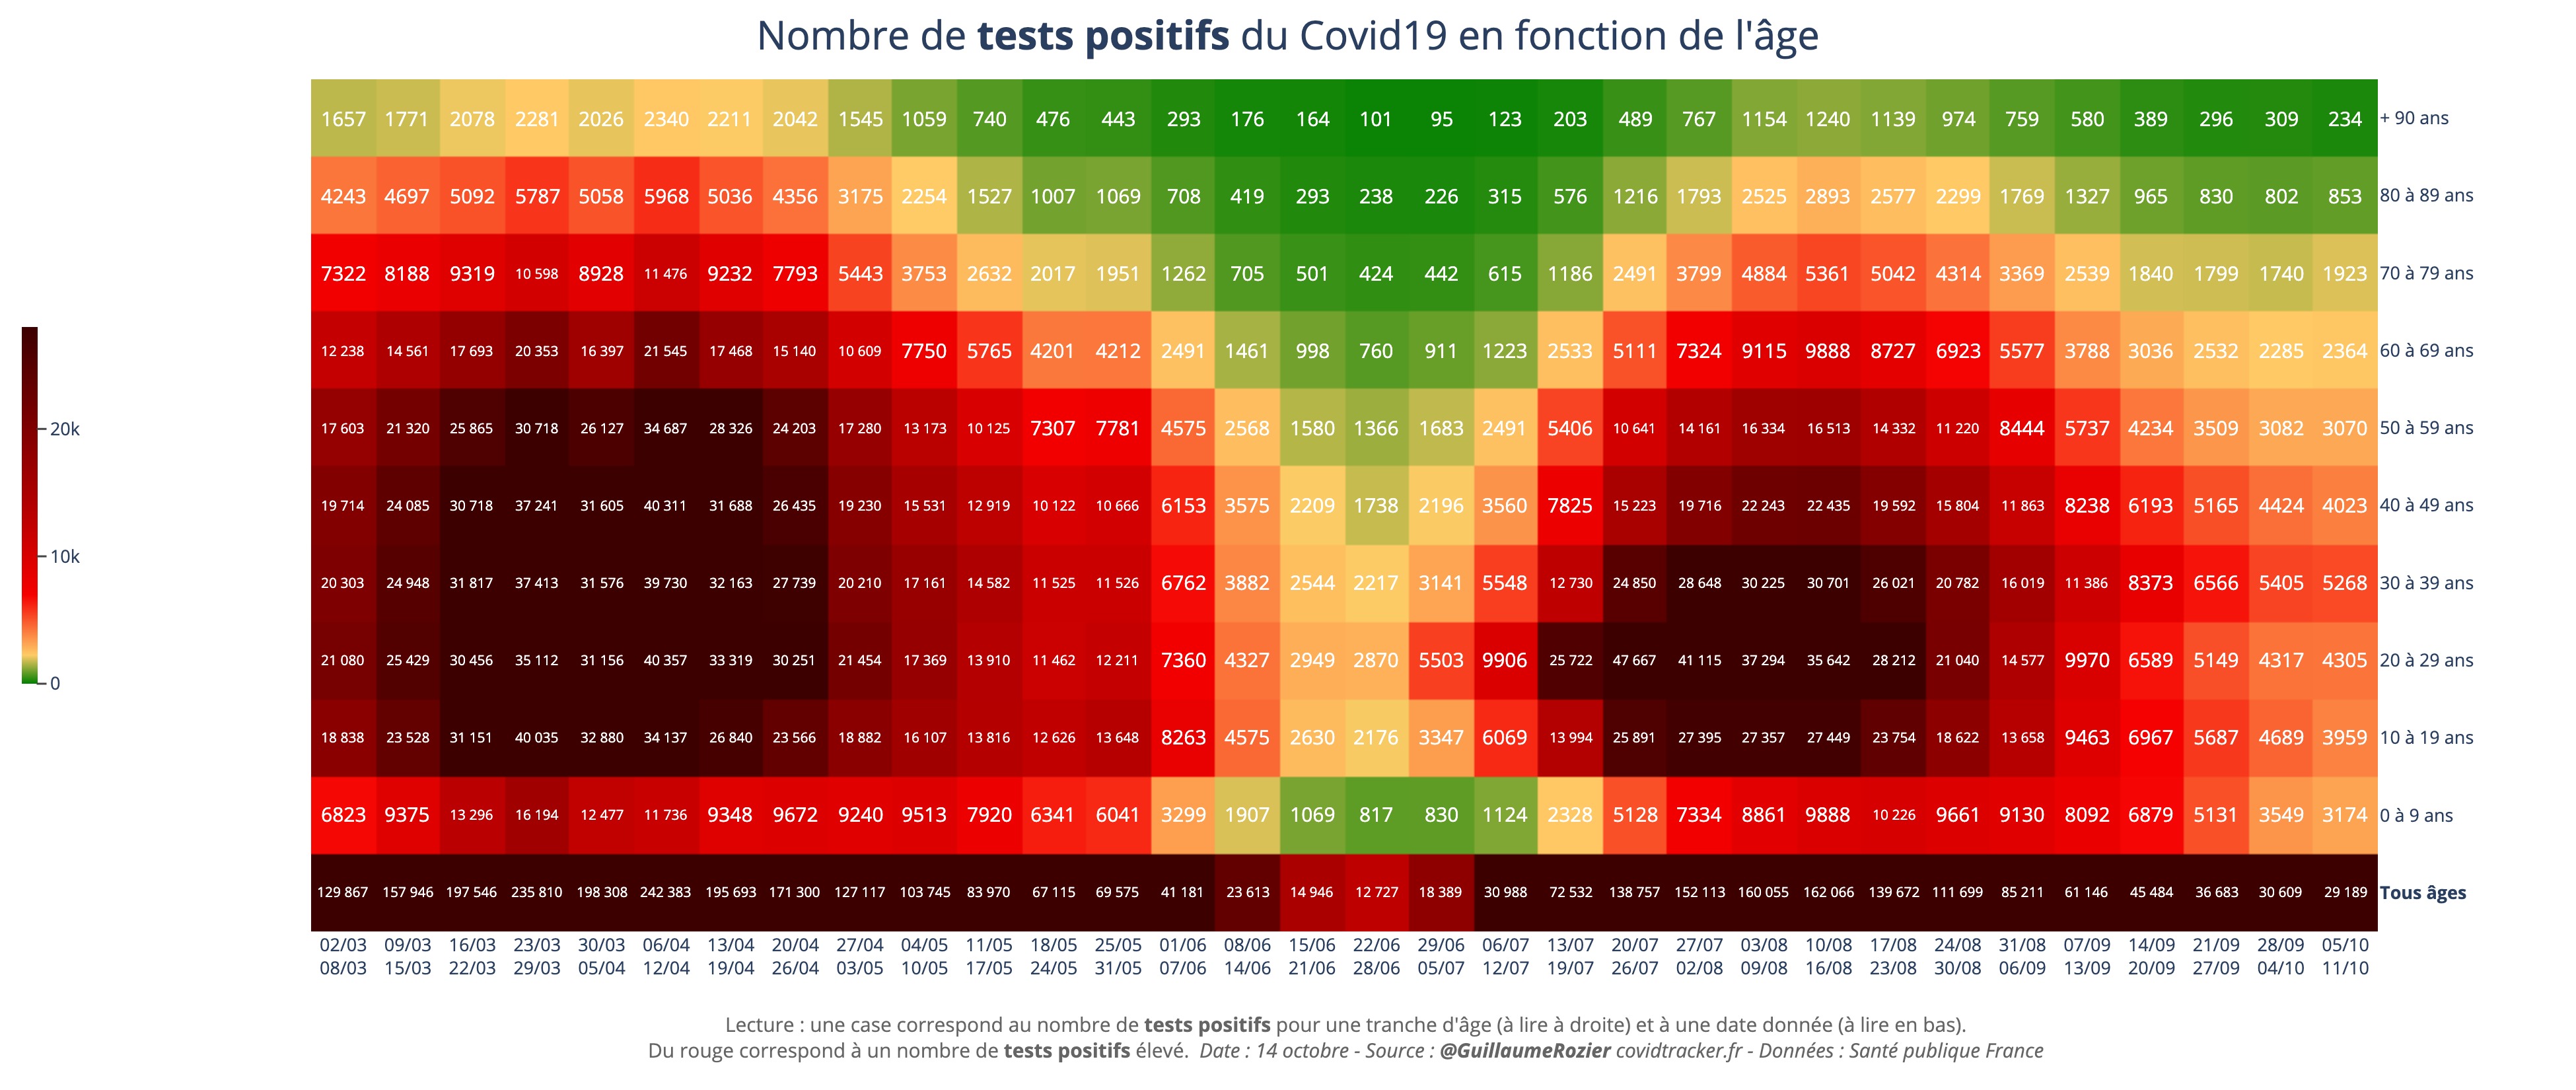 Nombre de tests positifs du Covid19 en fonction de l'âge
1657 1771 2078 2281 2026 2340 2211 2042 1545 1059 740 476 443 293 176 164 101 95 123 203 489 767 1154 1240 1139 974 759 580 389 296 309 234 + 90 ans
4243 4697 5092 5787 5058 5968 5036 4356 3175 2254 1527 1007 1069 708 419 293 238 226 315 576 1216 1793 2525 2893 2577 2299 1769 1327 965 830 802 853 80 à 89 ans
7322 8188 9319 10 598 8928 11 476 9232 7793 5443 3753 2632 2017 1951 1262 705 501 424 442 615 1186 2491 3799 4884 5361 5042 4314 3369 2539 1840 1799 1740 1923 70 à 79 ans
12 238 14 561 17 693 20 353 16 397 21 545 17 468 15 140 10 609 7750 5765 4201 4212 2491 1461 998 760 911 1223 2533 5111 7324 9115 9888 8727 6923 5577 3788 3036 2532 2285 2364 60 à 69 ans
17 603 21 320 25 865 30 718 26 127 34 687 28 326 24 203 17 280 13 173 10 125 7307 7781 4575 2568 1580 1366 1683 2491 5406 10 641 14 161 16 334 16 513 14 332 11 220 8444 5737 4234 3509 3082 3070 50 à 59 ans
20k
19 714 24 085 30 718 37 241 31 605 40 311 31 688 26 435 19 230 15 531 12 919 10 122 10 666 6153 3575 2209 1738 2196 3560 7825 15 223 19 716 22 243 22 435 19 592 15 804 11 863 8238 6193 5165 4424 4023 40 à 49 ans
10k
20 303 24 948 31 817 37 413 31 576 39 730 32 163 27 739 20 210 17 161 14 582 11 525 11 526 6762 3882 2544 2217 3141 5548 12 730 24 850 28 648 30 225 30 701 26 021 20 782 16 019 11 386 8373 6566 5405 5268 30 à 39 ans
21 080 25 429 30 456 35 112 31 156 40 357 33 319 30 251 21 454 17 369 13 910 11 462 12 211 7360 4327 2949 2870 5503 9906 25 722 47 667 41 115 37 294 35 642 28 212 21 040 14 577 9970 6589 5149 4317 4305 20 à 29 ans
0
18 838 23 528 31 151 40 035 32 880 34 137 26 840 23 566 18 882 16 107 13 816 12 626 13 648 8263 4575 2630 2176 3347 6069 13 994 25 891 27 395 27 357 27 449 23 754 18 622 13 658 9463 6967 5687 4689 3959 10 à 19 ans
6823 9375 13 296 16 194 12 477 11 736 9348 9672 9240 9513 7920 6341 6041 3299 1907 1069 817 830 1124 2328 5128 7334 8861 9888 10 226 9661 9130 8092 6879 5131 3549 3174 0 à 9 ans
129 867 157 946 197 546 235 810 198 308 242 383 195 693 171 300 127 117 103 745 83 970 67 115 69 575 41 181 23 613 14 946 12 727 18 389 30 988 72 532 138 757 152 113 160 055 162 066 139 672 111 699 85 211 61 146 45 484 36 683 30 609 29 189 Tous âges
02/03 09/03 16/03 23/03 30/03 06/04 13/04 20/04 27/04 04/05 11/05 18/05 25/05 01/06 08/06 15/06 22/06 29/06 06/07 13/07 20/07 27/07 03/08 10/08 17/08 24/08 31/08 07/09 14/09 21/09 28/09 05/10
08/03 15/03 22/03 29/03 05/04 12/04 19/04 26/04 03/05 10/05 17/05 24/05 31/05 07/06 14/06 21/06 28/06 05/07 12/07 19/07 26/07 02/08 09/08 16/08 23/08 30/08 06/09 13/09 20/09 27/09 04/10 11/10
Lecture : une case correspond au nombre de tests positifs pour une tranche d'âge (à lire à droite) et à une date donnée (à lire en bas).
Du rouge correspond à un nombre de tests positifs élevé. Date : 14 octobre - Source : @GuillaumeRozier covidtracker.fr - Données : Santé publique France